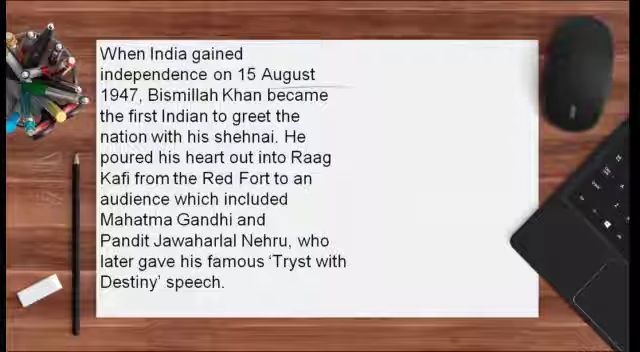 When India gained
independence on 15 August
1947, Bismillah Khan became
the first Indian to greet the
nation with his shehnai. He
poured his heart out into Raag
Kafi from the Red Fort to an
audience which included
Mahatma Gandhi and
Pandit Jawaharlal Nehru, who
later gave his famous ‘Tryst with
Destiny’ speech.